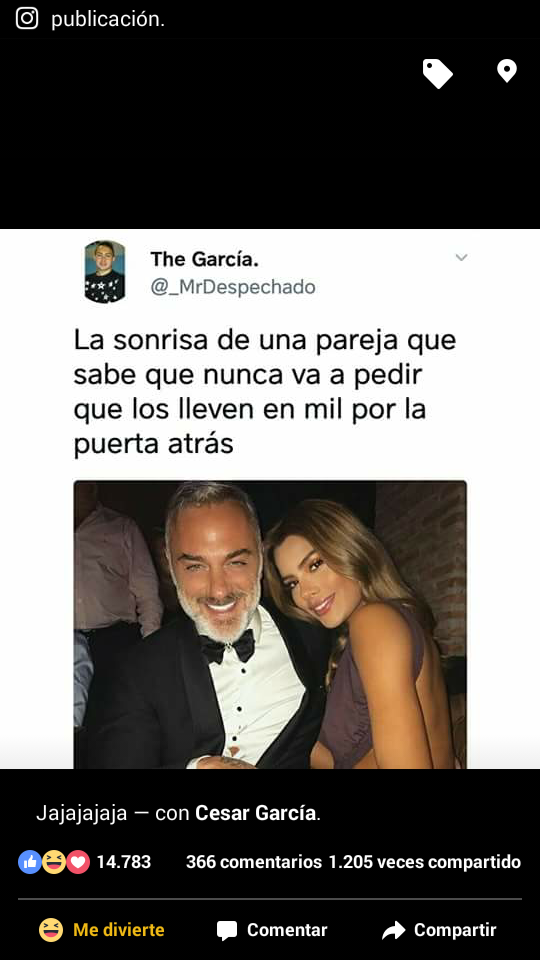 publicación.
The García.
@_MrDespechado
La sonrisa de una pareja que
sabe que nunca va a pedir
que los lleven en mil por la
puerta atrás
Jajajajaja — con Cesar García.
14.783 366 comentarios 1.205 veces compartido
Me divierte Comentar Compartir